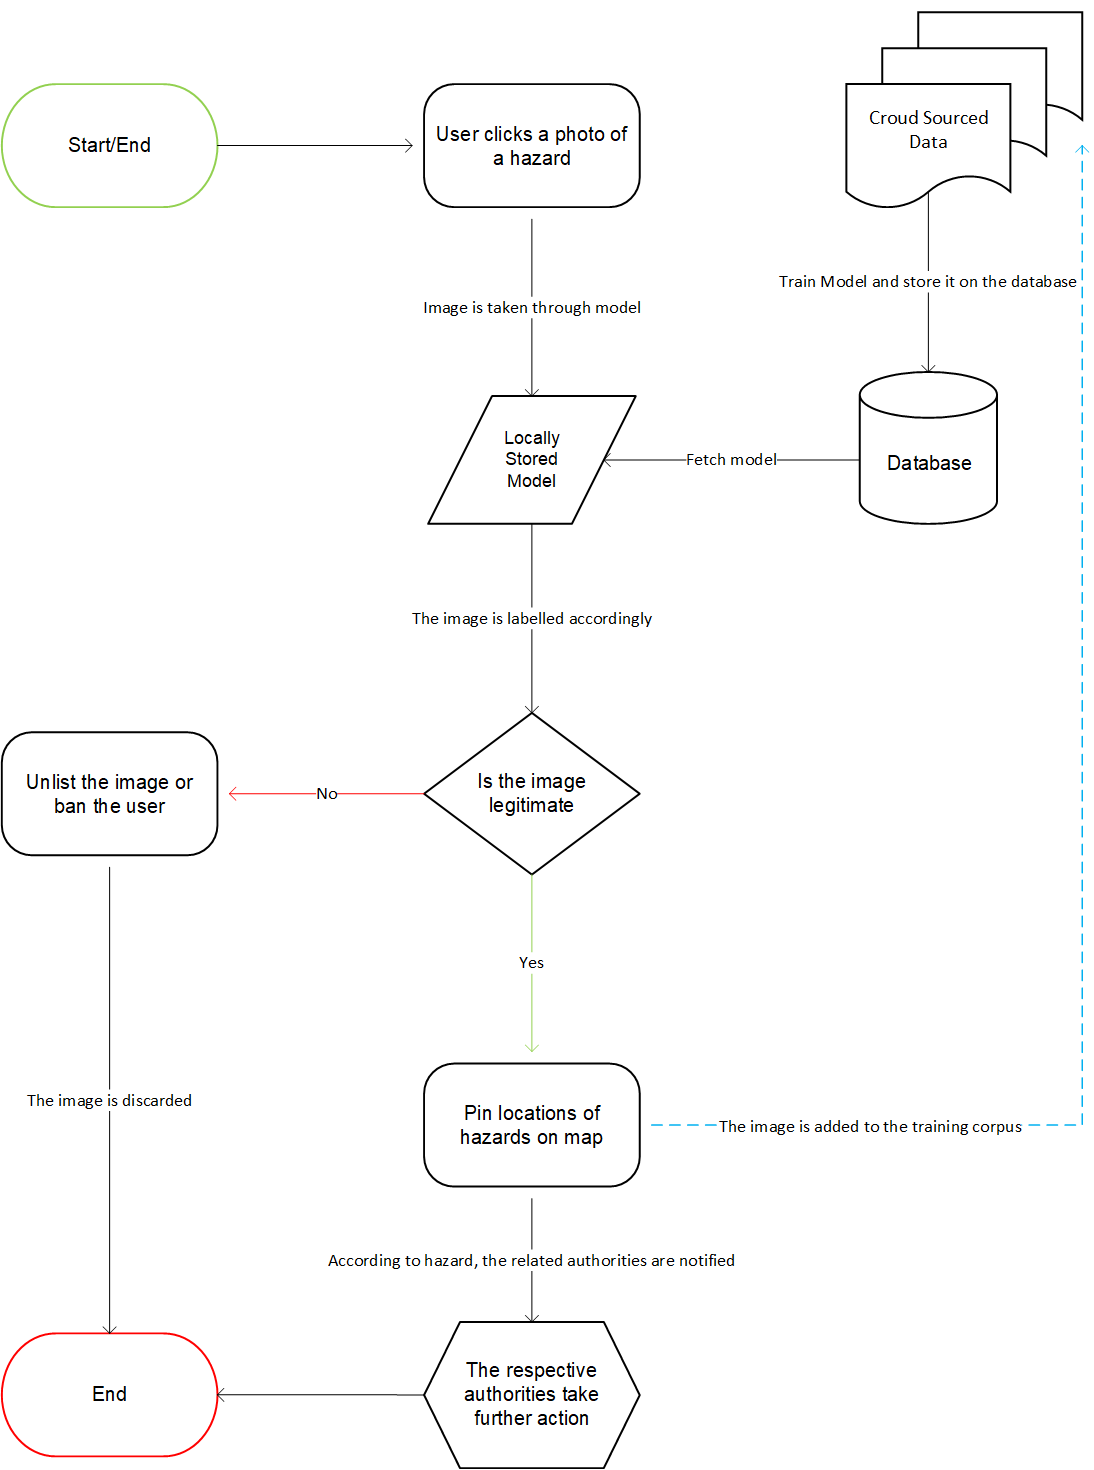 Start/End
User clicks a photo of
a hazard
Croud Sourced
Data
Train Model and store it on the database
Image is taken through model
Locally
Stored
Model
Fetch model
Database
The image is labelled accordingly
Is the image
legitimate
No
Unlist the image or
ban the user
Yes
The image is discarded
Pin locations of
hazards on map
The image is added to the training corpus
According to hazard, the related authorities are notified
The respective
authorities take
further action
End